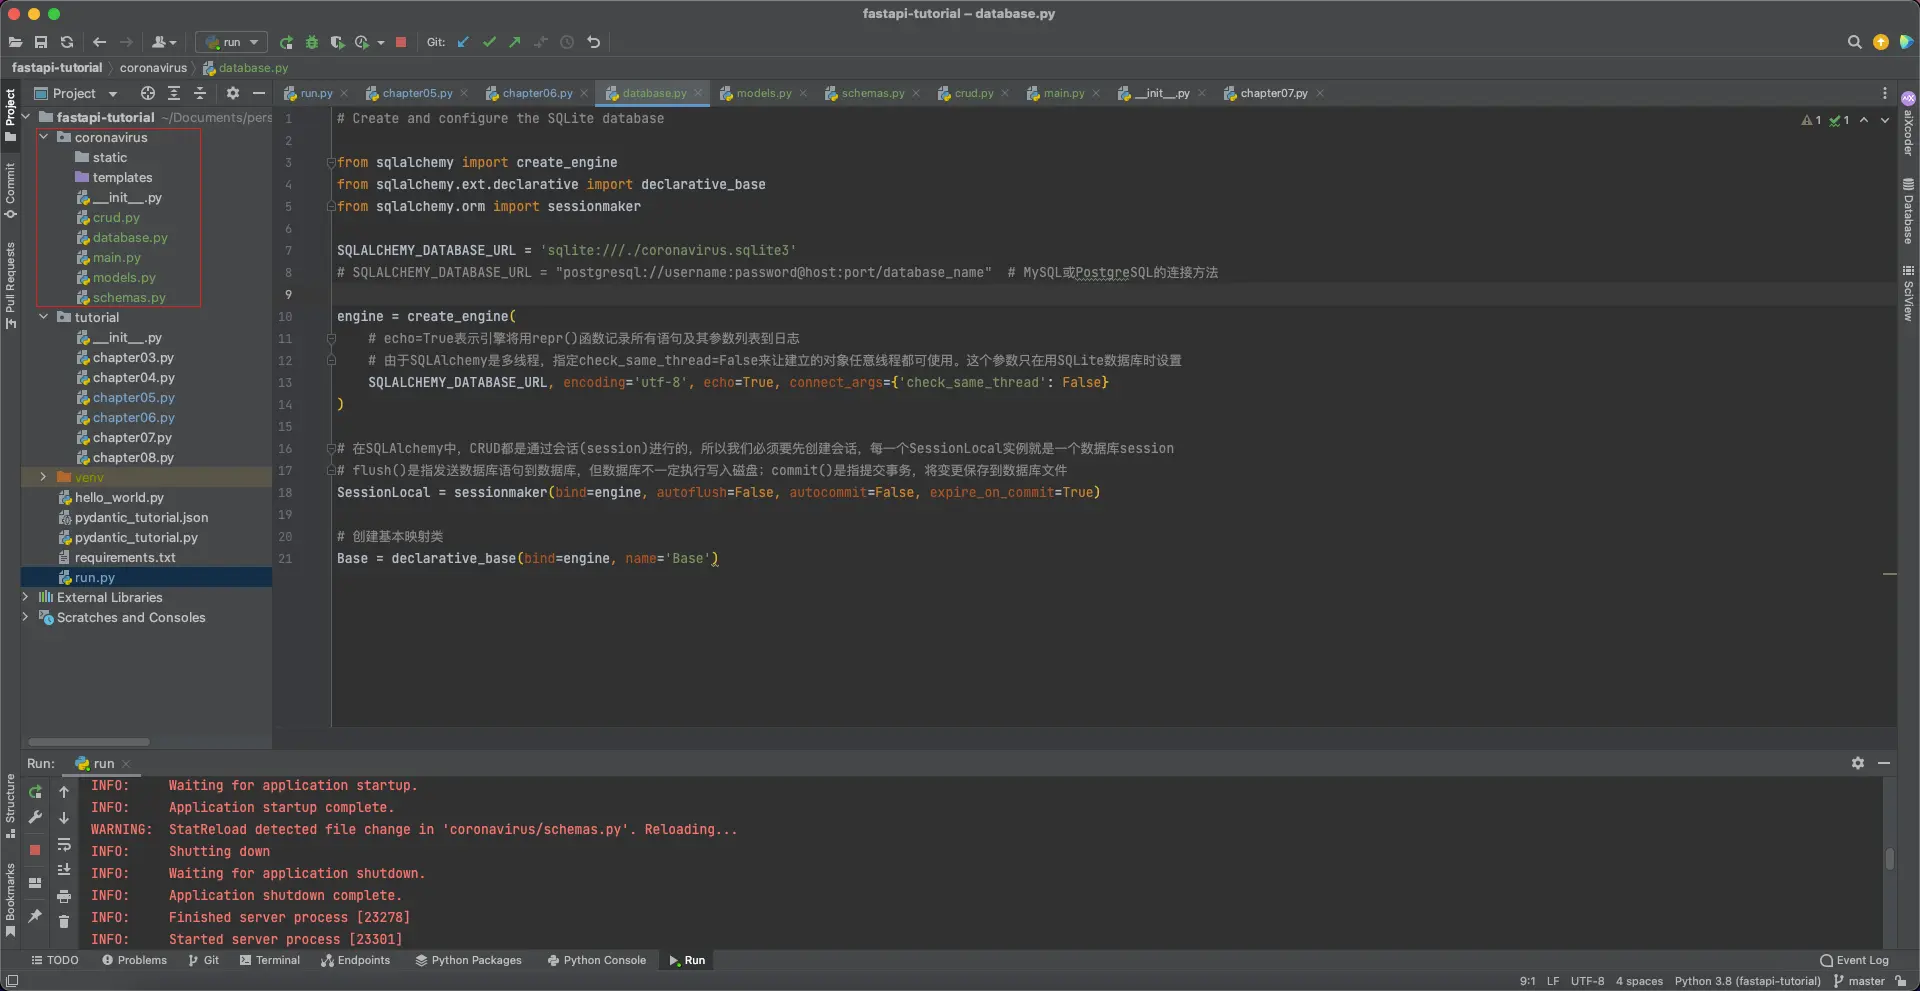 fastapi-tutorial – database.py
run
Git:
fastapi-tutorial
coronavirus
database.py
Project
run.py
chapter05.py
chapter06.py
database.py
models.py
schemas.py
crud.py
main.py
__init__.py
chapter07.py
Project
Commit
Pull Requests
Structure
Bookmarks
fastapi-tutorial ~/Documents/pers
coronavirus
static
templates
__init__.py
crud.py
database.py
main.py
models.py
schemas.py
tutorial
__init__.py
chapter03.py
chapter04.py
chapter05.py
chapter06.py
chapter07.py
chapter08.py
venv
hello_world.py
pydantic_tutorial.json
pydantic_tutorial.py
requirements.txt
run.py
External Libraries
Scratches and Consoles
1 # Create and configure the SQLite database
2
3 from sqlalchemy import create_engine
4 from sqlalchemy.ext.declarative import declarative_base
5 from sqlalchemy.orm import sessionmaker
6
7 SQLALCHEMY_DATABASE_URL = 'sqlite:///./coronavirus.sqlite3'
8 # SQLALCHEMY_DATABASE_URL = "postgresql://username:password@host:port/database_name"  # MySQL或PostgreSQL的连接方法
9
10 engine = create_engine(
11     # echo=True表示引擎将用repr()函数记录所有语句及其参数列表到日志
12     # 由于SQLAlchemy是多线程，指定check_same_thread=False来让建立的对象任意线程都可使用。这个参数只在用SQLite数据库时设置
13     SQLALCHEMY_DATABASE_URL, encoding='utf-8', echo=True, connect_args={'check_same_thread': False}
14 )
15
16 # 在SQLAlchemy中，CRUD都是通过会话(session)进行的，所以我们必须要先创建会话，每一个SessionLocal实例就是一个数据库session
17 # flush()是指发送数据库语句到数据库，但数据库不一定执行写入磁盘；commit()是指提交事务，将变更保存到数据库文件
18 SessionLocal = sessionmaker(bind=engine, autoflush=False, autocommit=False, expire_on_commit=True)
19
20 # 创建基本映射类
21 Base = declarative_base(bind=engine, name='Base')
1 1
aiXcoder
Database
SciView
Run: run
INFO: Waiting for application startup.
INFO: Application startup complete.
WARNING: StatReload detected file change in 'coronavirus/schemas.py'. Reloading...
INFO: Shutting down
INFO: Waiting for application shutdown.
INFO: Application shutdown complete.
INFO: Finished server process [23278]
INFO: Started server process [23301]
TODO Problems Git Terminal Endpoints Python Packages Python Console Run Event Log
9:1 LF UTF-8 4 spaces Python 3.8 (fastapi-tutorial) master